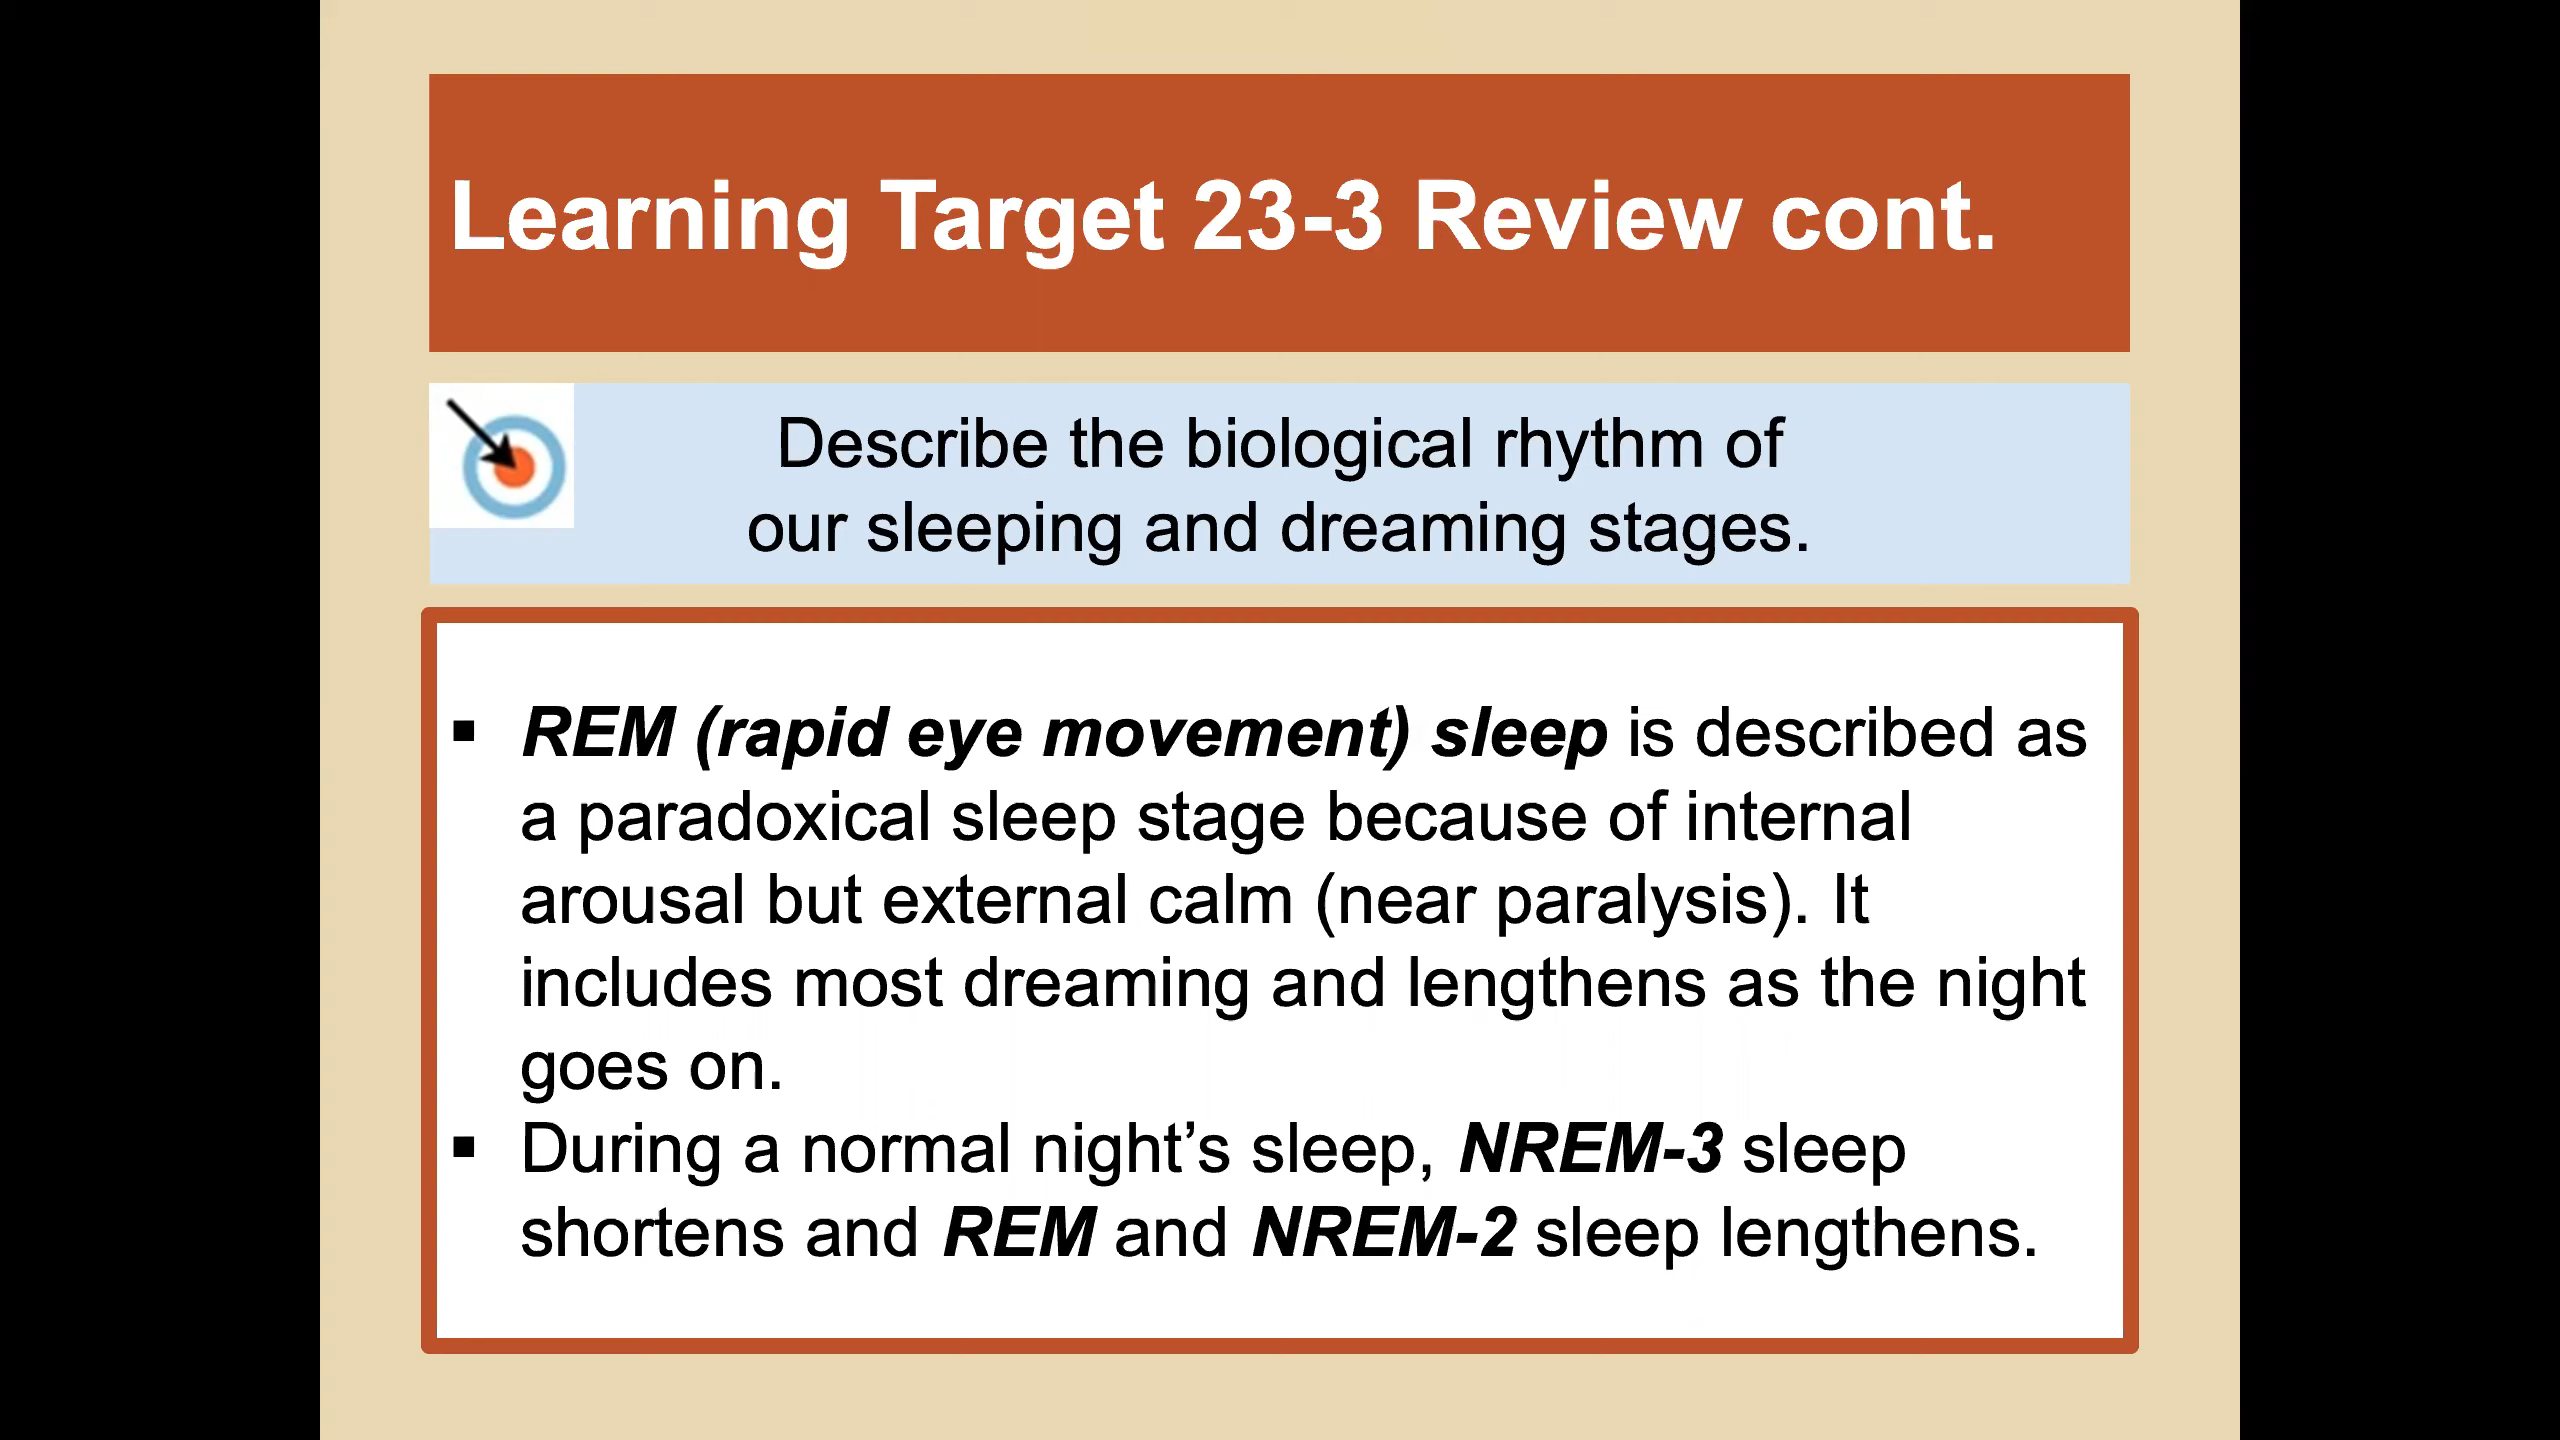 Learning Target 23-3 Review cont.
Describe the biological rhythm of
our sleeping and dreaming stages.
▪ REM (rapid eye movement) sleep is described as
a paradoxical sleep stage because of internal
arousal but external calm (near paralysis). It
includes most dreaming and lengthens as the night
goes on.
▪ During a normal night’s sleep, NREM-3 sleep
shortens and REM and NREM-2 sleep lengthens.